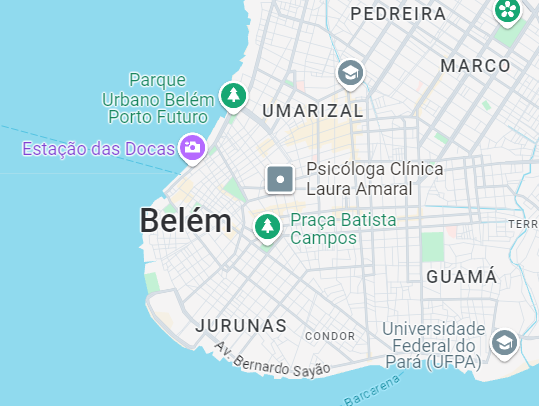 PEDREIRA
MARCO
Parque
Urbano Belém
Porto Futuro
UMARIZAL
Estação das Docas
Psicóloga Clínica
Laura Amaral
Belém
Praça Batista
Campos
TERR
GUAMÁ
JURUNAS
CONDOR
Universidade
Federal do
Pará (UFPA)
Av. Bernardo Sayão
Barcarena